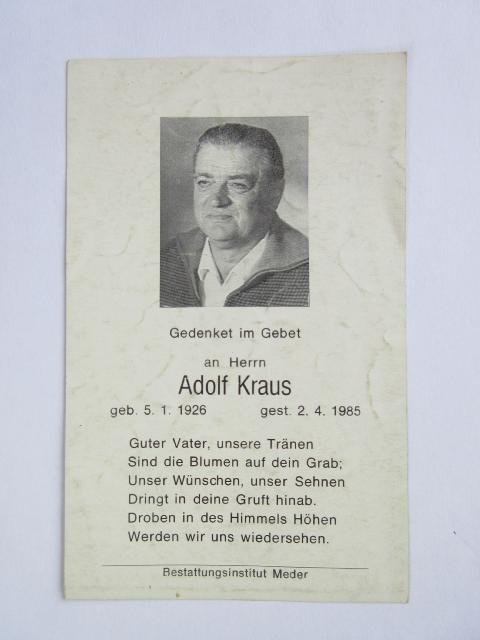 Gedenket im Gebet
an Herrn
Adolf Kraus
geb. 5. 1. 1926 gest. 2. 4. 1985
Guter Vater, unsere Tränen
Sind die Blumen auf dein Grab;
Unser Wünschen, unser Sehnen
Dringt in deine Gruft hinab.
Droben in des Himmels Höhen
Werden wir uns wiedersehen.
Bestattungsinstitut Meder